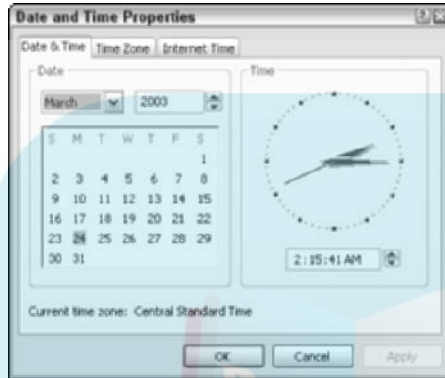 Date and Time Properties
Date & Time Time Zone Internet Time
Date
Time
March 2003
S M T W T F S
1
2 3 4 5 6 7 8
9 10 11 12 13 14 15
16 17 18 19 20 21 22
23 24 25 26 27 28 29
30 31
2:15:41 AM
Current time zone: Central Standard Time
OK Cancel Apply